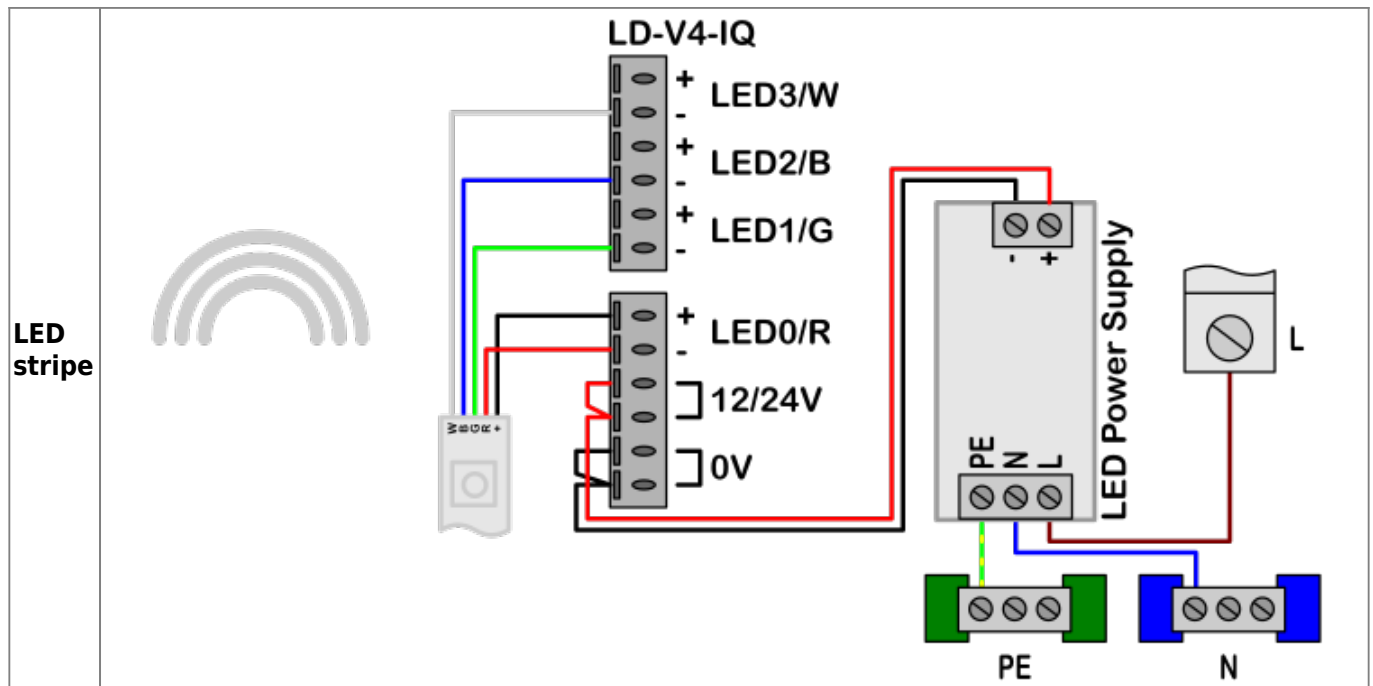 LED
stripe
LD-V4-IQ
+
LED3/W
-
+
LED2/B
-
+
LED1/G
-
+
LED0/R
-
12/24V
0V
W B G R +
- +
LED Power Supply
PE N L
L
PE
N